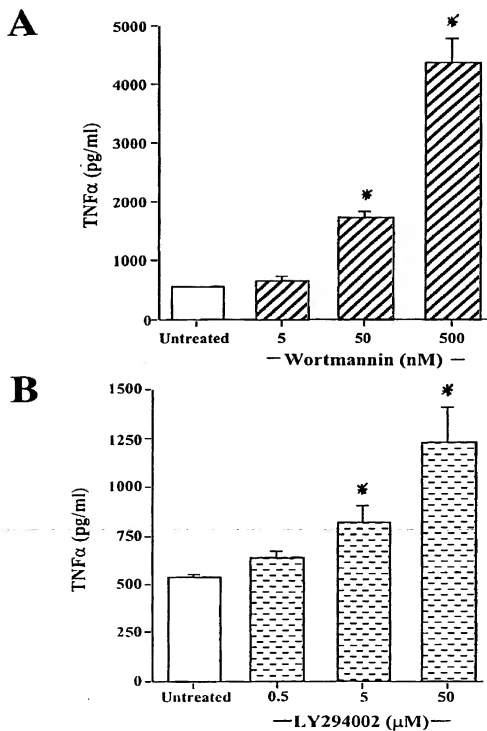 A
5000
4000
3000
2000
1000
0
TNFα (pg/ml)
*
*
Untreated
5
50
500
—Wortmannin (nM) —
B
1500
1250
1000
750
500
250
0
TNFα (pg/ml)
*
*
Untreated
0.5
5
50
—LY294002 (μM)—